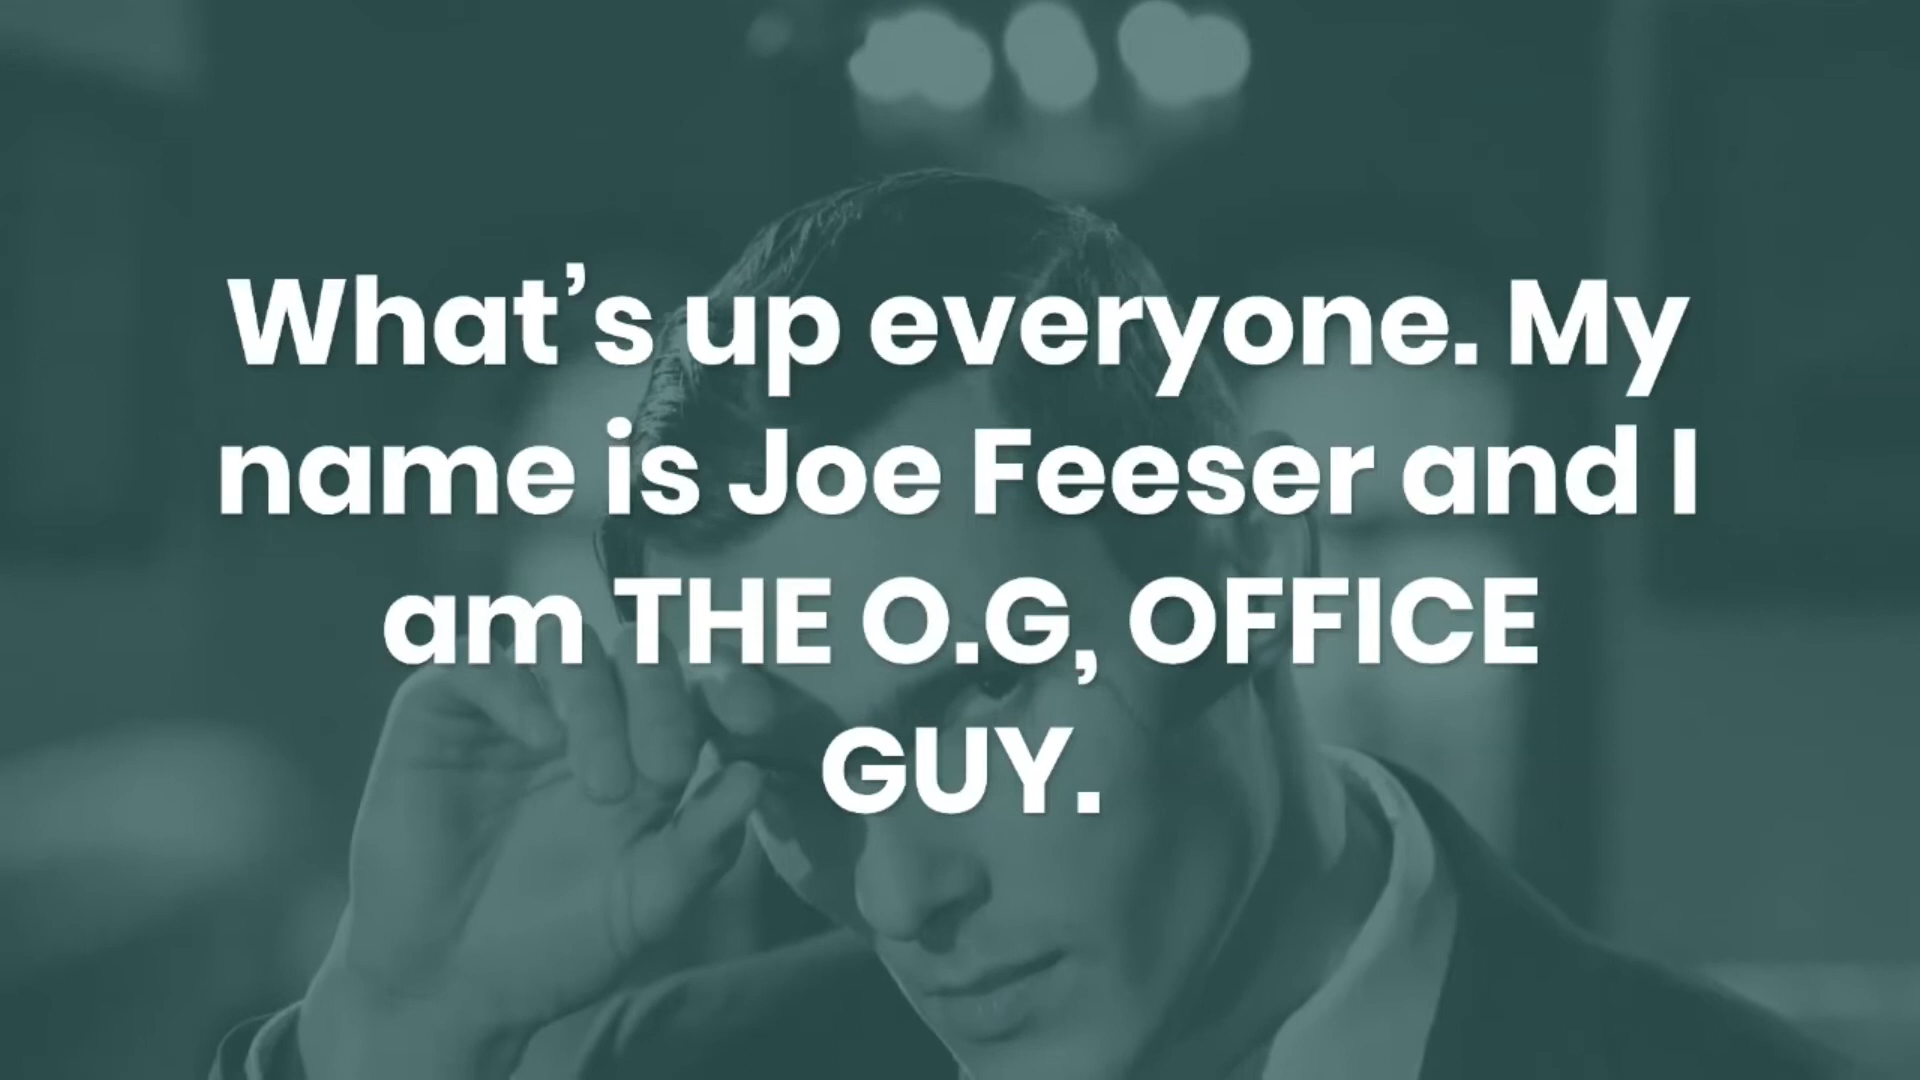 What’s up everyone. My
name is Joe Feeser and I
am THE O.G, OFFICE
GUY.